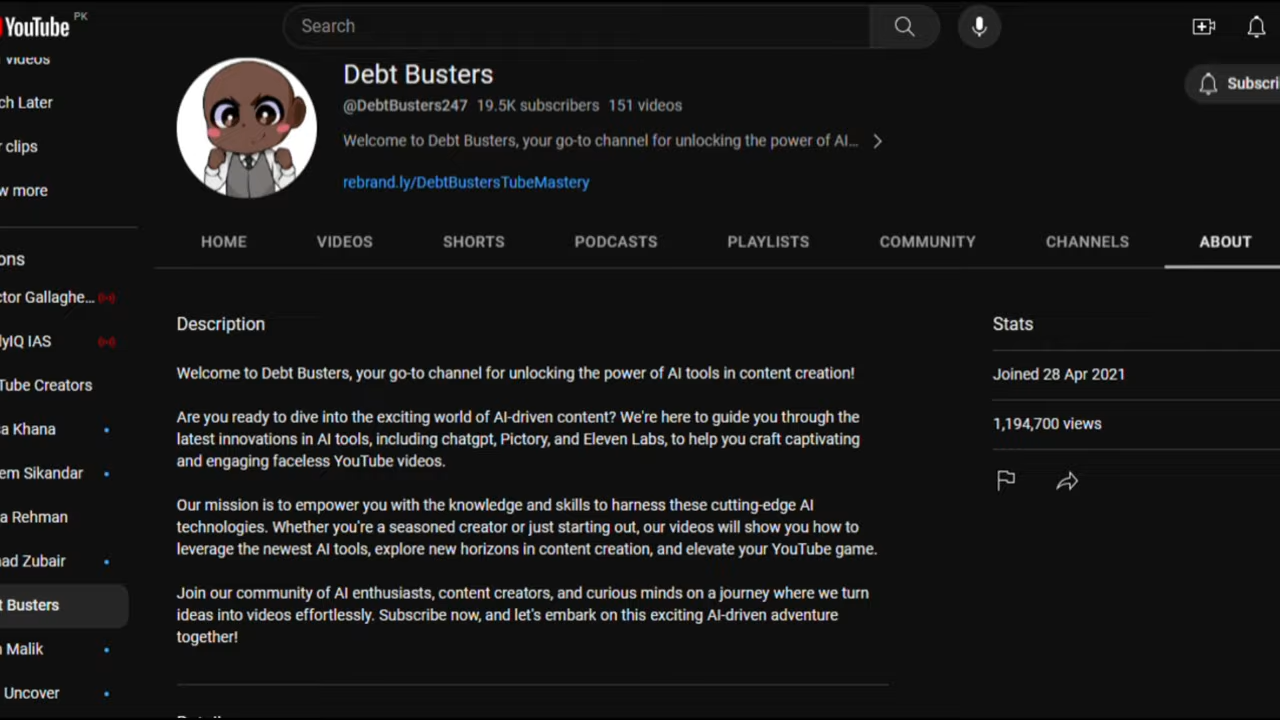 YouTube PK
Search
videos
ch Later
clips
w more
ons
ctor Gallaghe...
lyIQ IAS
Tube Creators
sa Khana
em Sikandar
a Rehman
ad Zubair
t Busters
Malik
Uncover
Debt Busters
@DebtBusters247 19.5K subscribers 151 videos
Welcome to Debt Busters, your go-to channel for unlocking the power of AI...
rebrand.ly/DebtBustersTubeMastery
Subscri
HOME VIDEOS SHORTS PODCASTS PLAYLISTS COMMUNITY CHANNELS ABOUT
Description
Welcome to Debt Busters, your go-to channel for unlocking the power of AI tools in content creation!
Are you ready to dive into the exciting world of AI-driven content? We're here to guide you through the
latest innovations in AI tools, including chatgpt, Pictory, and Eleven Labs, to help you craft captivating
and engaging faceless YouTube videos.
Our mission is to empower you with the knowledge and skills to harness these cutting-edge AI
technologies. Whether you're a seasoned creator or just starting out, our videos will show you how to
leverage the newest AI tools, explore new horizons in content creation, and elevate your YouTube game.
Join our community of AI enthusiasts, content creators, and curious minds on a journey where we turn
ideas into videos effortlessly. Subscribe now, and let's embark on this exciting AI-driven adventure
together!
Stats
Joined 28 Apr 2021
1,194,700 views